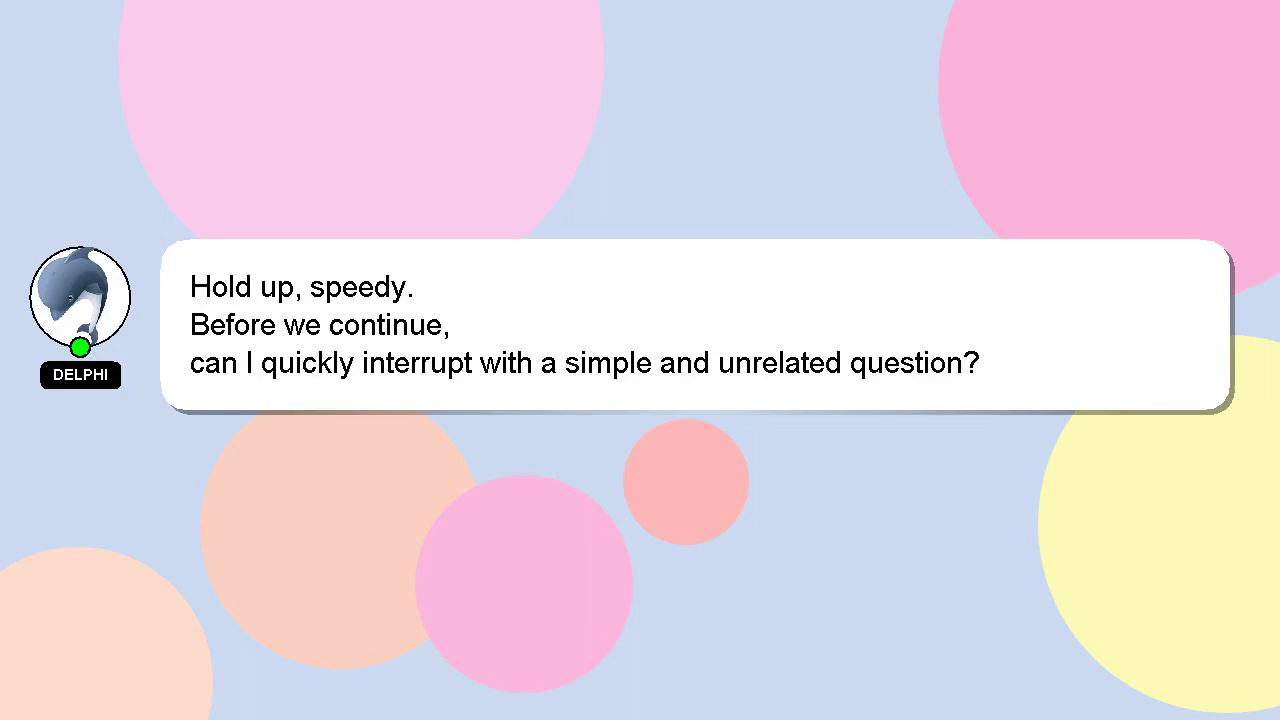 Hold up, speedy.
Before we continue,
can I quickly interrupt with a simple and unrelated question?
DELPHI